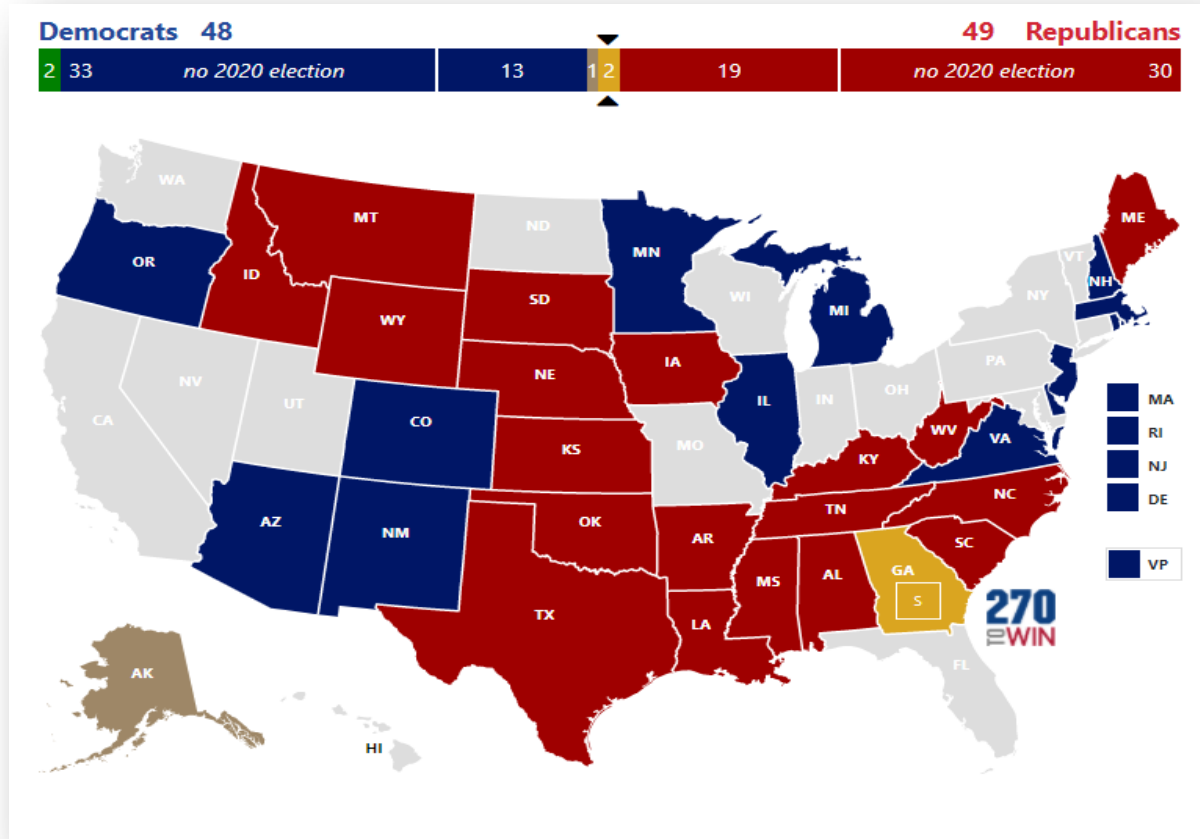 Democrats 48
49 Republicans
2 33 no 2020 election 13 1 2 19 no 2020 election 30
WA
MT
ND
MN
ME
OR
ID
SD
WI
MI
VT
NH
NY
WY
NE
IA
PA
NV
UT
CO
IL
IN
OH
CA
KS
MO
KY
WV
VA
MA
RI
NJ
DE
AZ
NM
OK
AR
TN
NC
SC
MS
AL
GA
S
VP
TX
LA
270
TO WIN
FL
AK
HI